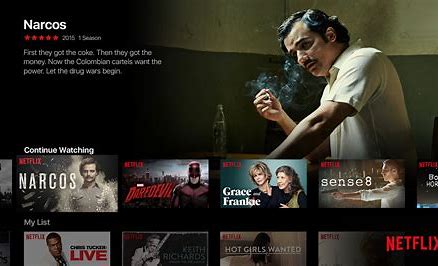 Narcos
★★★★★ 2015 1 Season
First they got the coke. Then they got the
money. Now the Colombian cartels want the
power. Let the drug wars begin.
Continue Watching
NETFLIX
NARCOS
NETFLIX
DAREDEVIL
NETFLIX
Grace
and
Frankie
NETFLIX
sense8
NETFLIX
My List
NETFLIX
CHRIS TUCKER:
LIVE
NETFLIX
KEITH
RICHARDS
NETFLIX
HOT GIRLS WANTED
NETFLIX
NETFLIX